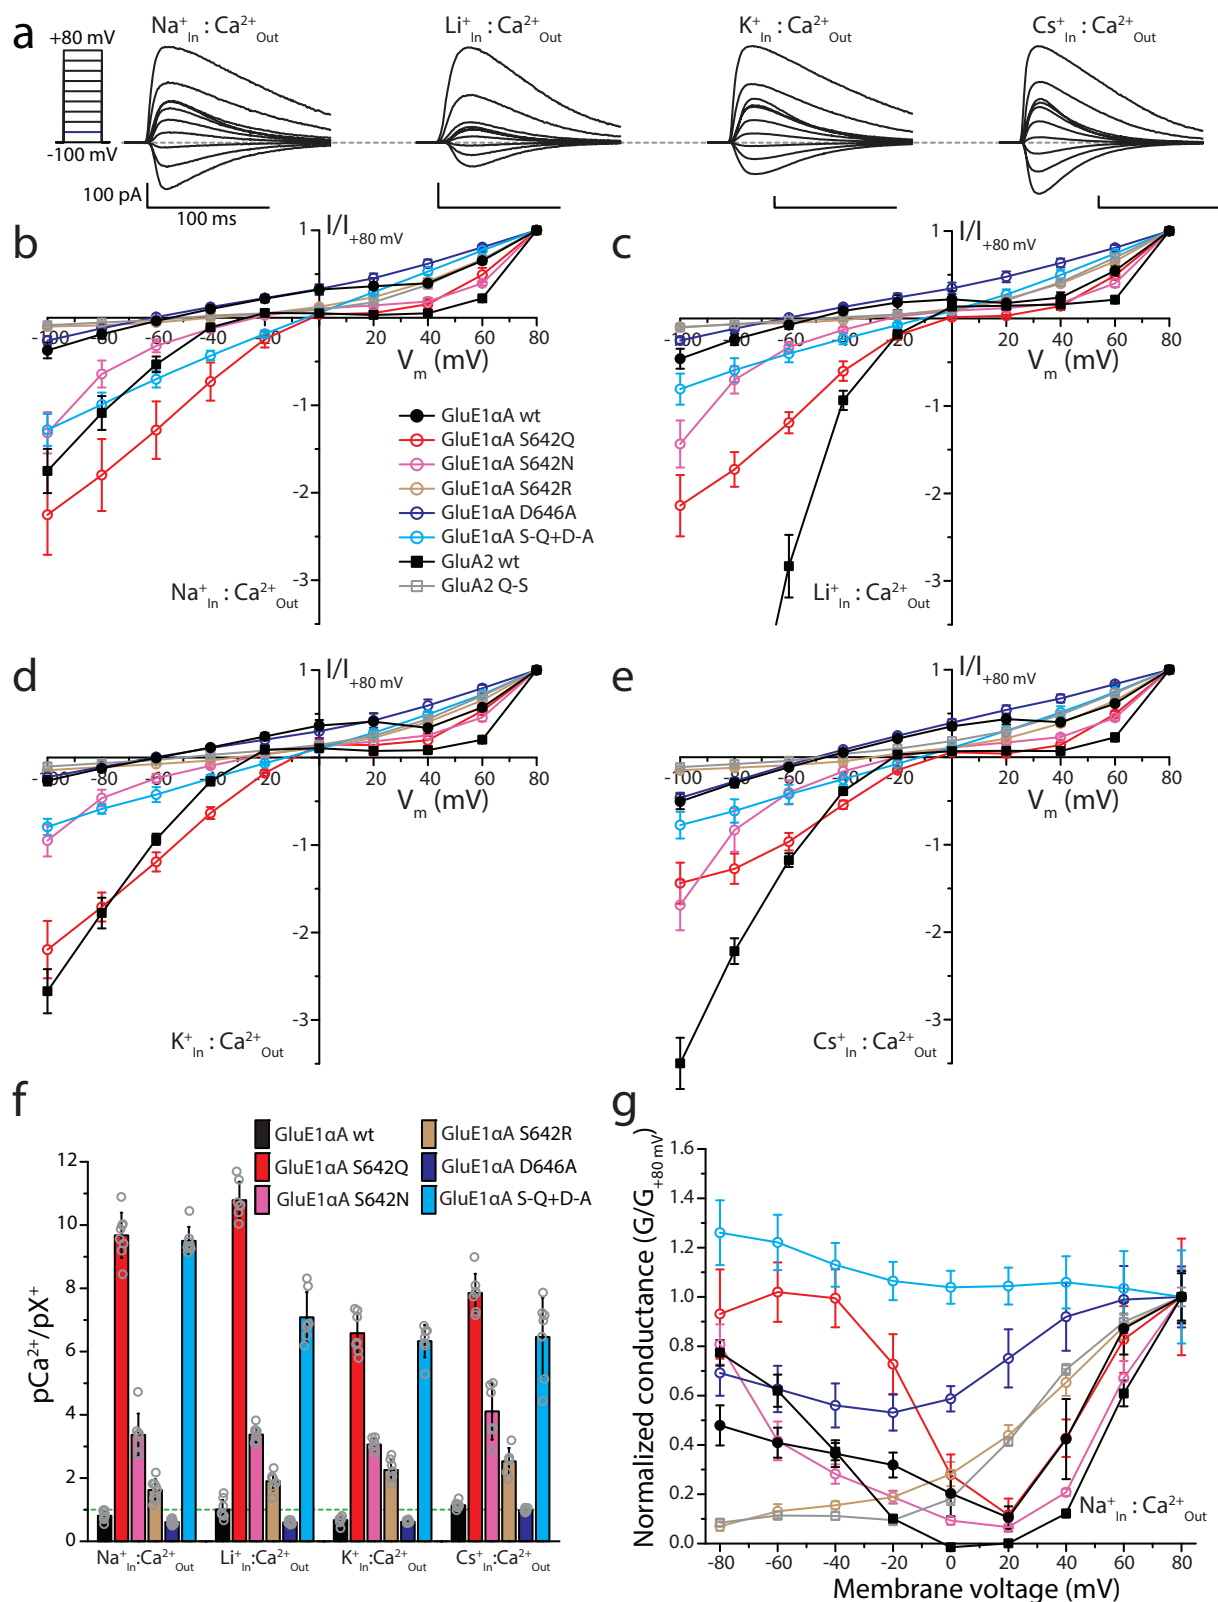 a
Na⁺In : Ca²⁺Out
Li⁺In : Ca²⁺Out
K⁺In : Ca²⁺Out
Cs⁺In : Ca²⁺Out
+80 mV
-100 mV
100 pA
100 ms
b
I/I+80 mV
1
-100 -80 -60 -40 -20 0 20 40 60 80
Vm (mV)
-1
-2
-3
GluE1αA wt
GluE1αA S642Q
GluE1αA S642N
GluE1αA S642R
GluE1αA D646A
GluE1αA S-Q+D-A
GluA2 wt
GluA2 Q-S
Na⁺In : Ca²⁺Out
c
I/I+80 mV
1
-100 -80 -60 -40 -20 0 20 40 60 80
Vm (mV)
-1
-2
-3
Li⁺In : Ca²⁺Out
d
I/I+80 mV
1
-100 -80 -60 -40 -20 0 20 40 60 80
Vm (mV)
-1
-2
-3
K⁺In : Ca²⁺Out
e
I/I+80 mV
1
-100 -80 -60 -40 -20 0 20 40 60 80
Vm (mV)
-1
-2
-3
Cs⁺In : Ca²⁺Out
f
GluE1αA wt
GluE1αA S642Q
GluE1αA S642N
GluE1αA S642R
GluE1αA D646A
GluE1αA S-Q+D-A
pCa²⁺/pX⁺
12
10
8
6
4
2
0
Na⁺In:Ca²⁺Out
Li⁺In:Ca²⁺Out
K⁺In:Ca²⁺Out
Cs⁺In:Ca²⁺Out
g
Normalized conductance (G/G+80 mV)
1.6
1.4
1.2
1.0
0.8
0.6
0.4
0.2
0.0
Na⁺In : Ca²⁺Out
-80 -60 -40 -20 0 20 40 60 80
Membrane voltage (mV)